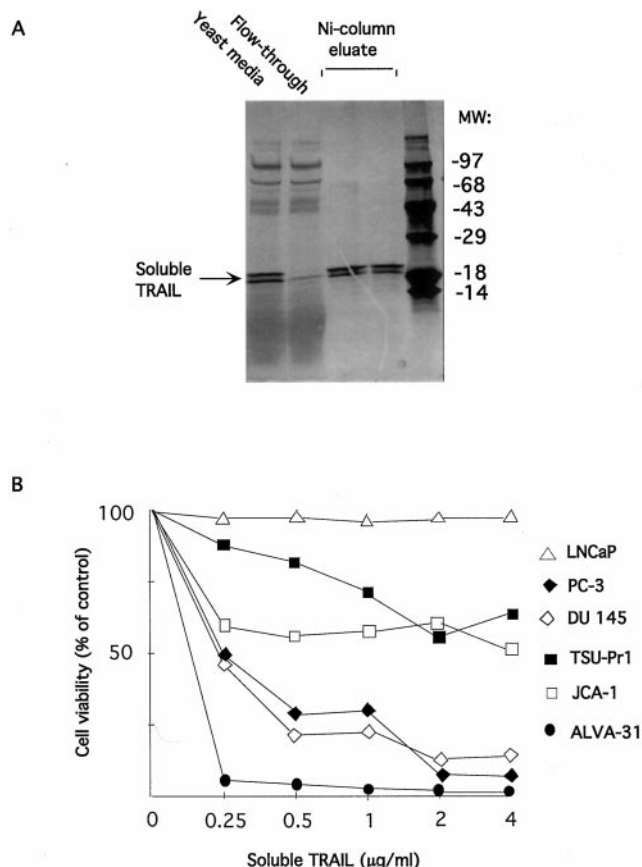 A
Yeast media
Flow-through
Ni-column
eluate
MW:
-97
-68
-43
-29
-18
-14
Soluble
TRAIL
B
Cell viability (% of control)
100
50
0
0 0.25 0.5 1 2 4
Soluble TRAIL (μg/ml)
LNCaP
PC-3
DU 145
TSU-Pr1
JCA-1
ALVA-31